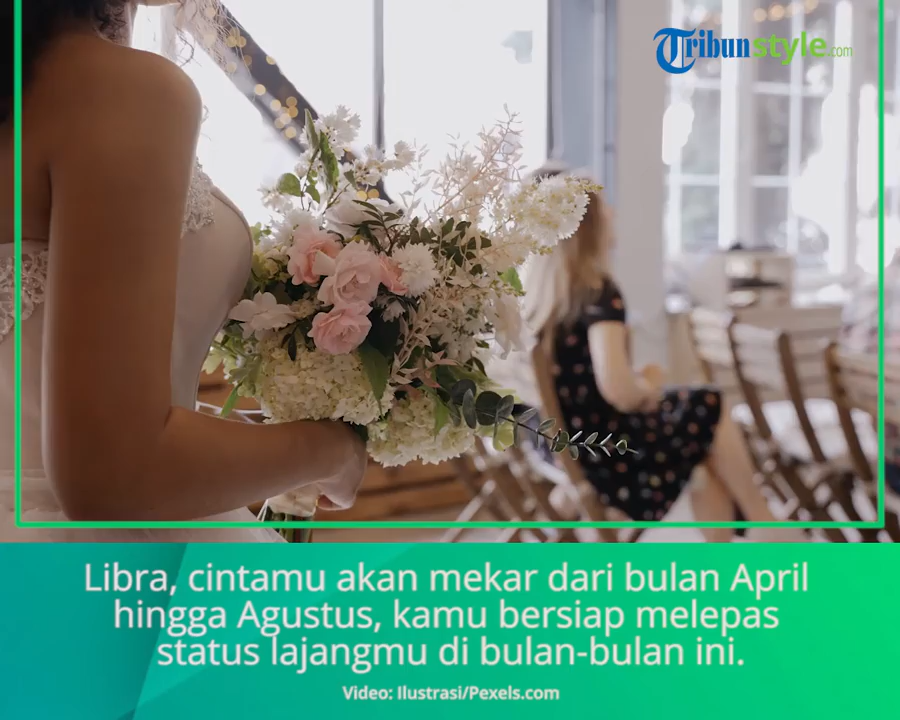 Tribunstyle.com
Libra, cintamu akan mekar dari bulan April
hingga Agustus, kamu bersiap melepas
status lajangmu di bulan-bulan ini.
Video: Ilustrasi/Pexels.com